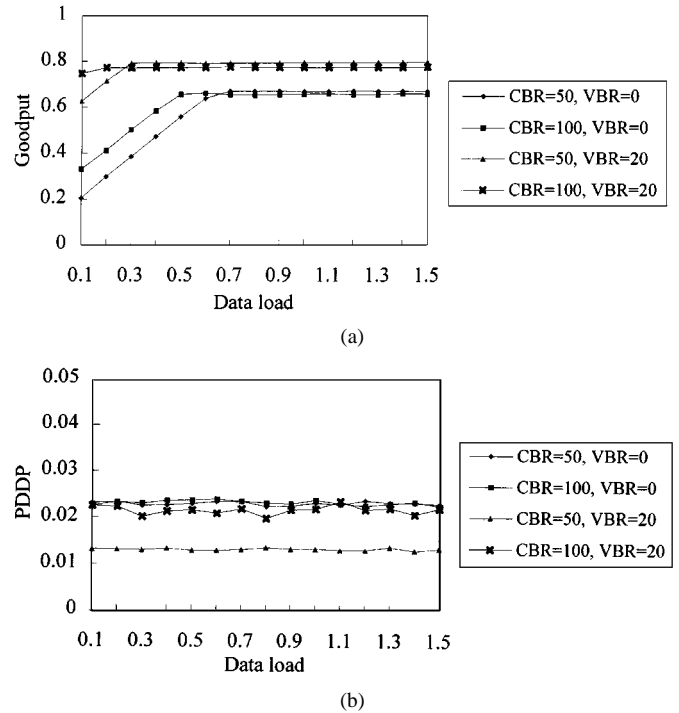 1
0.8
0.6
0.4
0.2
0
Goodput
0.1 0.3 0.5 0.7 0.9 1.1 1.3 1.5
Data load
CBR=50, VBR=0
CBR=100, VBR=0
CBR=50, VBR=20
CBR=100, VBR=20
(a)
0.05
0.04
0.03
0.02
0.01
0
PDDP
0.1 0.3 0.5 0.7 0.9 1.1 1.3 1.5
Data load
CBR=50, VBR=0
CBR=100, VBR=0
CBR=50, VBR=20
CBR=100, VBR=20
(b)